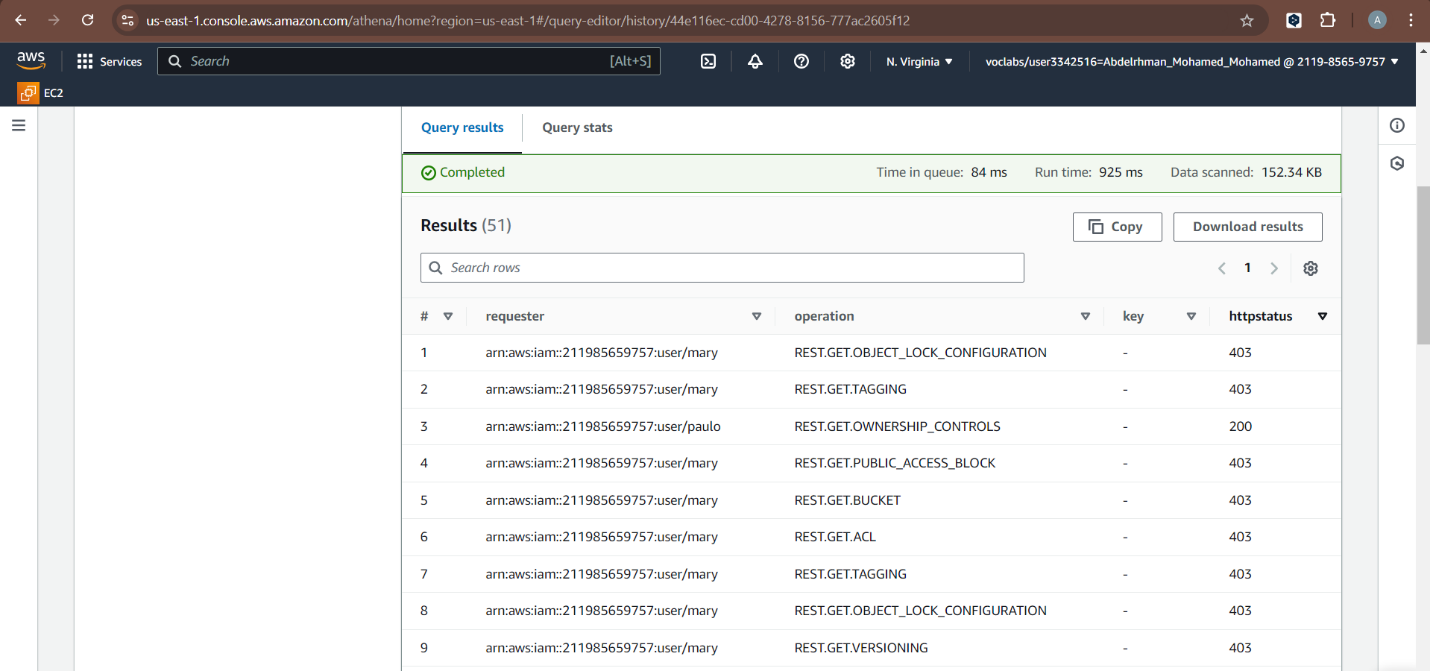 us-east-1.console.aws.amazon.com/athena/home?region=us-east-1#/query-editor/history/44e116ec-cd00-4278-8156-777ac2605f12
A
aws
Services
Search
[Alt+S]
N. Virginia
voclabs/user3342516=Abdelrhman_Mohamed_Mohamed @ 2119-8565-9757
EC2
Query results
Query stats
Completed
Time in queue: 84 ms
Run time: 925 ms
Data scanned: 152.34 KB
Results (51)
Copy
Download results
Search rows
1
# requester operation key httpstatus
1 arn:aws:iam::211985659757:user/mary REST.GET.OBJECT_LOCK_CONFIGURATION - 403
2 arn:aws:iam::211985659757:user/mary REST.GET.TAGGING - 403
3 arn:aws:iam::211985659757:user/paulo REST.GET.OWNERSHIP_CONTROLS - 200
4 arn:aws:iam::211985659757:user/mary REST.GET.PUBLIC_ACCESS_BLOCK - 403
5 arn:aws:iam::211985659757:user/mary REST.GET.BUCKET - 403
6 arn:aws:iam::211985659757:user/mary REST.GET.ACL - 403
7 arn:aws:iam::211985659757:user/mary REST.GET.TAGGING - 403
8 arn:aws:iam::211985659757:user/mary REST.GET.OBJECT_LOCK_CONFIGURATION - 403
9 arn:aws:iam::211985659757:user/mary REST.GET.VERSIONING - 403